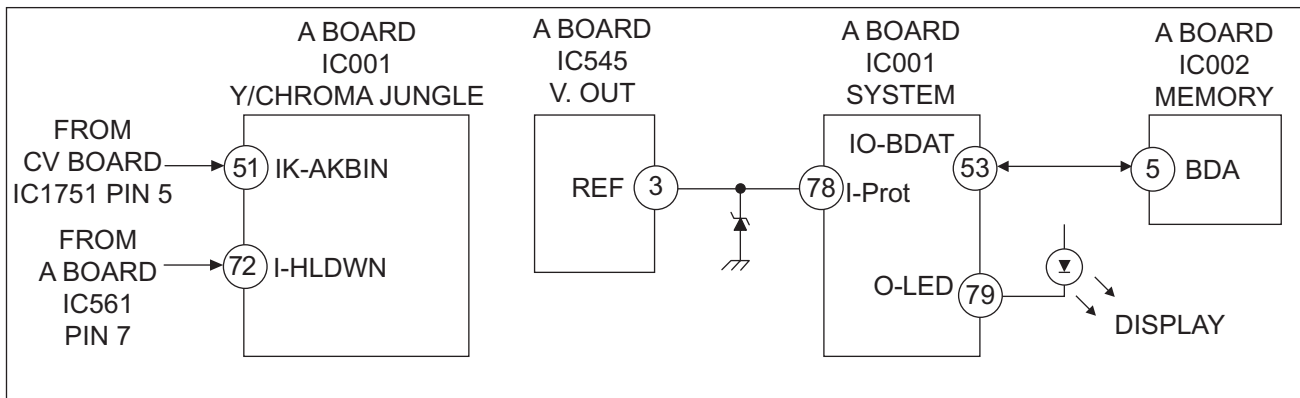 A BOARD
IC001
Y/CHROMA JUNGLE
FROM
CV BOARD
IC1751 PIN 5
51
IK-AKBIN
FROM
A BOARD
IC561
PIN 7
72
I-HLDWN
A BOARD
IC545
V. OUT
REF
3
A BOARD
IC001
SYSTEM
78
I-Prot
IO-BDAT
53
O-LED
79
A BOARD
IC002
MEMORY
5
BDA
DISPLAY